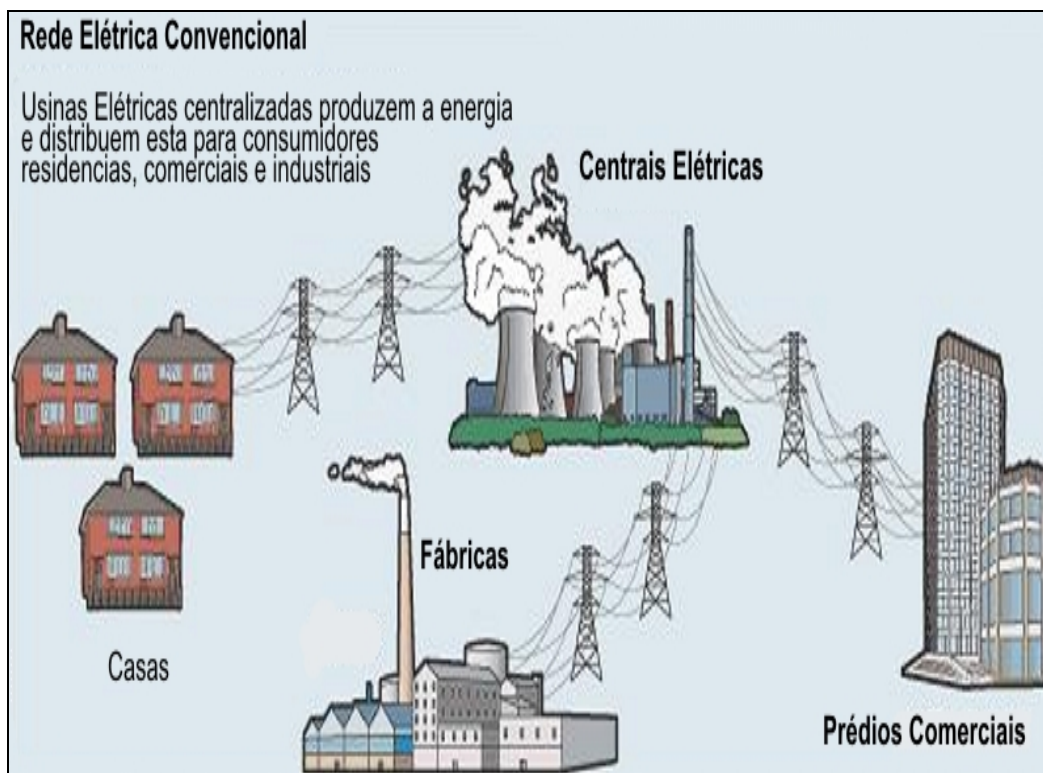 Rede Elétrica Convencional
Usinas Elétricas centralizadas produzem a energia
e distribuem esta para consumidores
residencias, comerciais e industriais
Centrais Elétricas
Fábricas
Casas
Prédios Comerciais